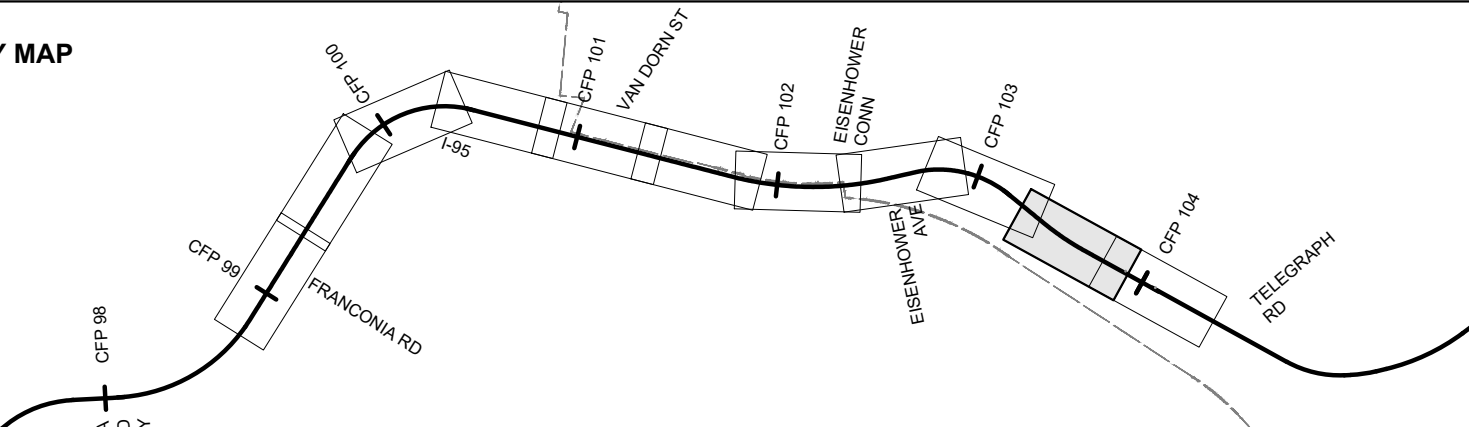 Y MAP
CFP 100
CFP 101
VAN DORN ST
CFP 102
EISENHOWER
CONN
CFP 103
I-95
CFP 104
EISENHOWER
AVE
CFP 99
FRANCONIA RD
TELEGRAPH
RD
CFP 98